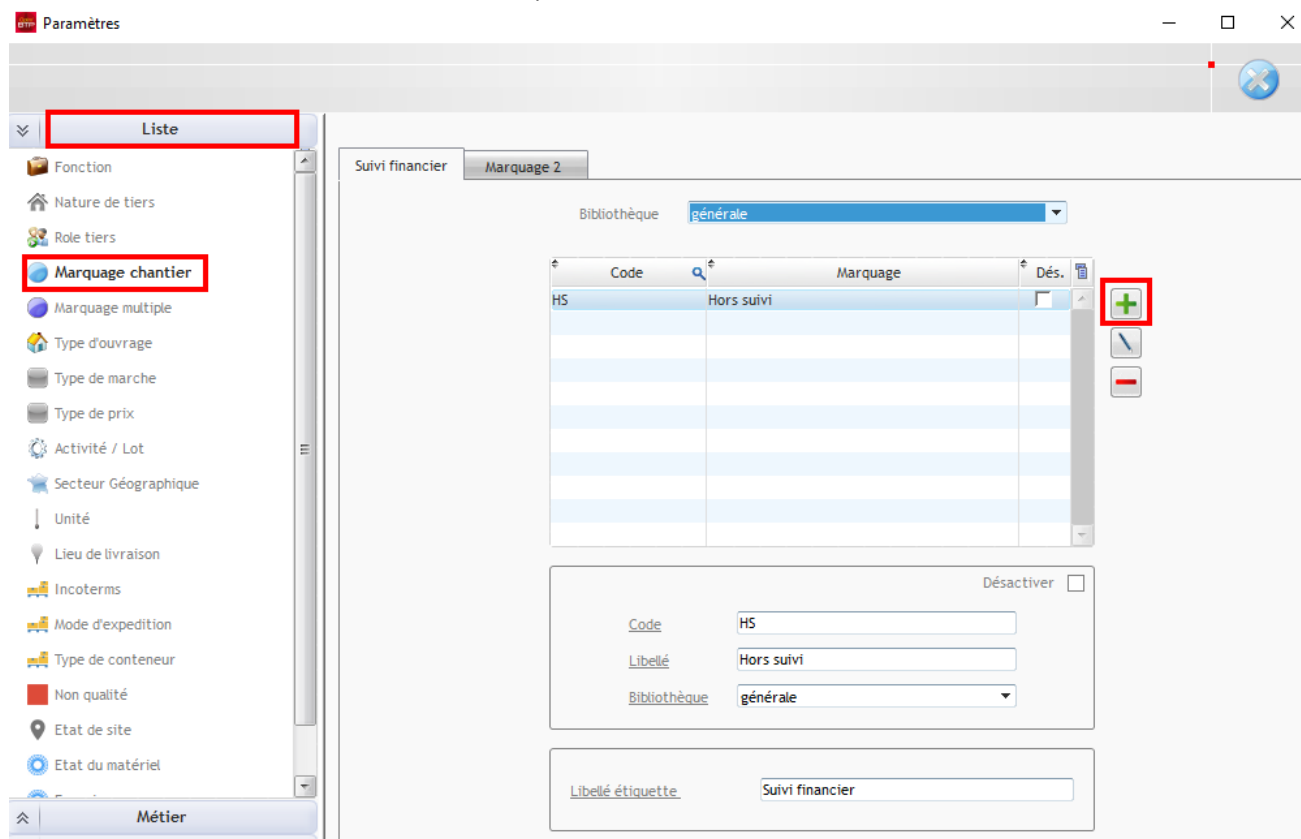 Paramètres
Liste
Fonction
Nature de tiers
Role tiers
Marquage chantier
Marquage multiple
Type d'ouvrage
Type de marche
Type de prix
Activité / Lot
Secteur Géographique
Unité
Lieu de livraison
Incoterms
Mode d'expedition
Type de conteneur
Non qualité
Etat de site
Etat du matériel
Métier
Suivi financier Marquage 2
Bibliothèque générale
Code Marquage Dés.
HS Hors suivi
Désactiver
Code HS
Libellé Hors suivi
Bibliothèque générale
Libellé étiquette Suivi financier